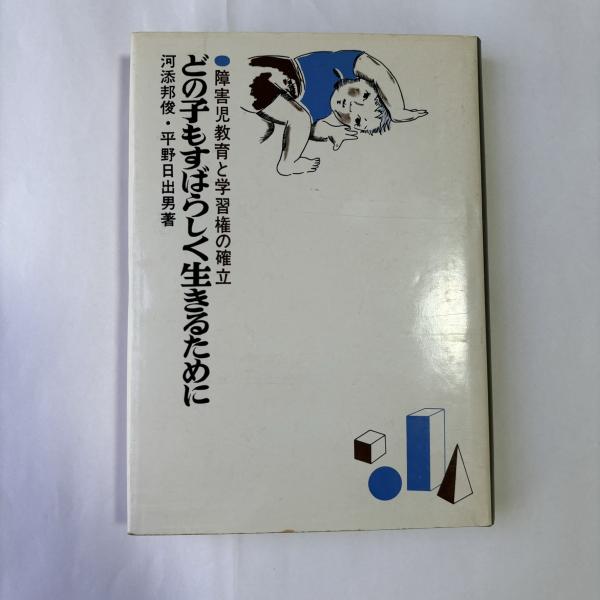 ●障害児教育と学習権の確立
どの子もすばらしく生きるために
河添邦俊・平野日出男著